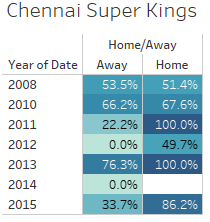 Chennai Super Kings
Home/Away
Year of Date Away Home
2008 53.5% 51.4%
2010 66.2% 67.6%
2011 22.2% 100.0%
2012 0.0% 49.7%
2013 76.3% 100.0%
2014 0.0%
2015 33.7% 86.2%